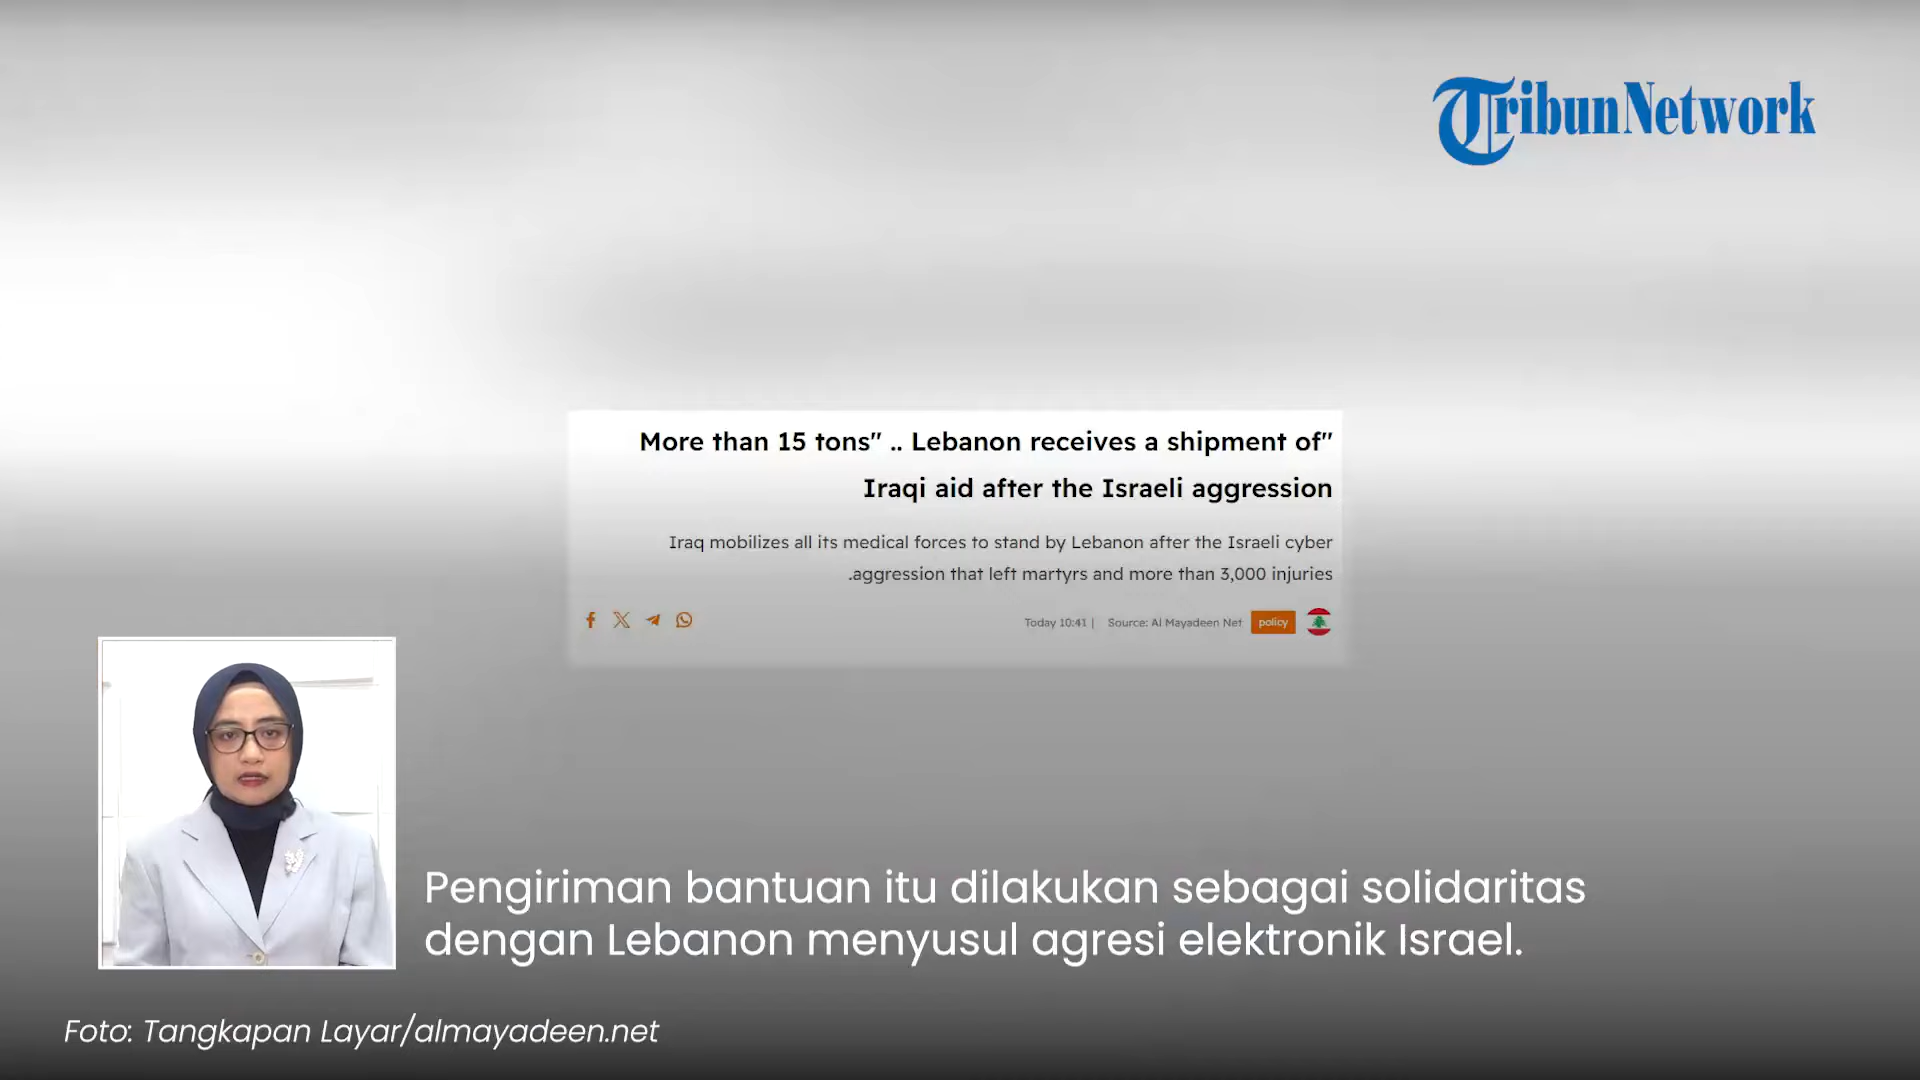 TribunNetwork
More than 15 tons" .. Lebanon receives a shipment of"
Iraqi aid after the Israeli aggression
Iraq mobilizes all its medical forces to stand by Lebanon after the Israeli cyber
.aggression that left martyrs and more than 3,000 injuries
Today 10:41 | Source: Al Mayadeen Net policy
Pengiriman bantuan itu dilakukan sebagai solidaritas
dengan Lebanon menyusul agresi elektronik Israel.
Foto: Tangkapan Layar/almayadeen.net